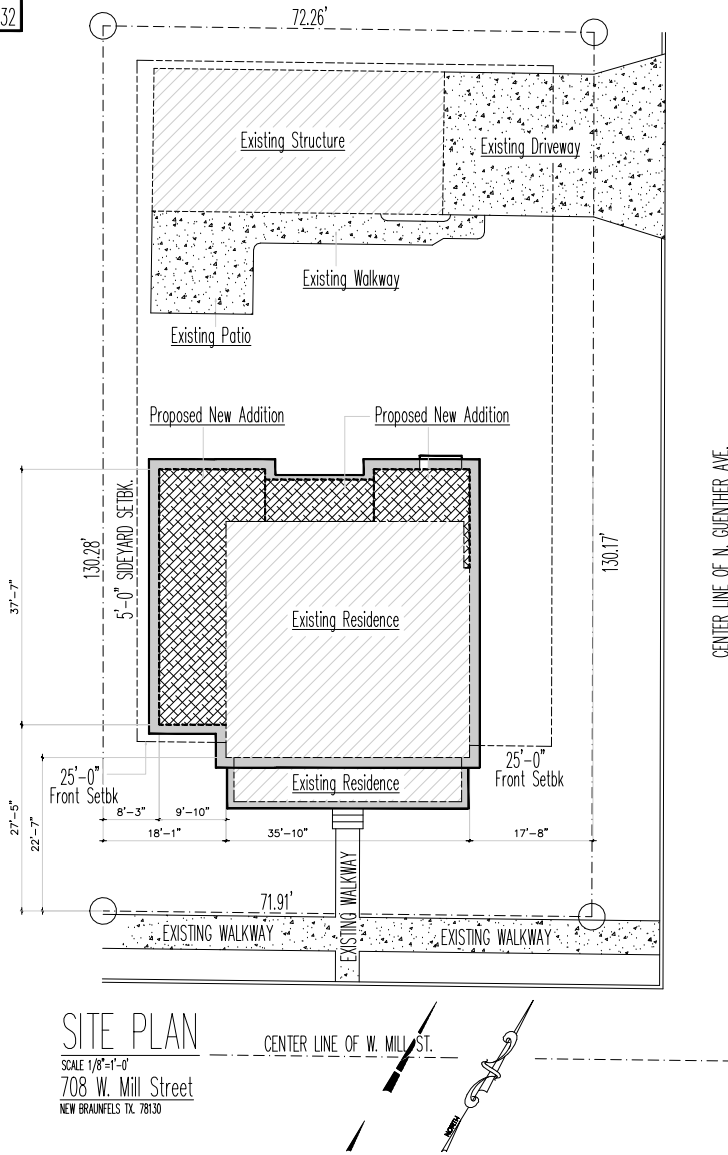 32
72.26'
Existing Structure
Existing Driveway
Existing Walkway
Existing Patio
Proposed New Addition
Proposed New Addition
130.28'
5'-0" SIDEYARD SETBK.
37'-7"
130.17'
CENTER LINE OF N. GUENTHER AVE.
Existing Residence
Existing Residence
25'-0"
Front Setbk
25'-0"
Front Setbk
27'-5"
22'-7"
8'-3"
9'-10"
18'-1"
35'-10"
17'-8"
EXISTING WALKWAY
71.91'
EXISTING WALKWAY
EXISTING WALKWAY
SITE PLAN
SCALE 1/8"=1'-0'
708 W. Mill Street
NEW BRAUNFELS TX. 78130
CENTER LINE OF W. MILL ST.
NORTH